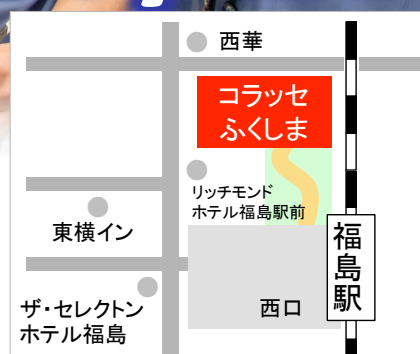 西華
コラッセ
ふくしま
リッチモンド
ホテル福島駅前
東横イン
福島駅
西口
ザ・セレクトン
ホテル福島